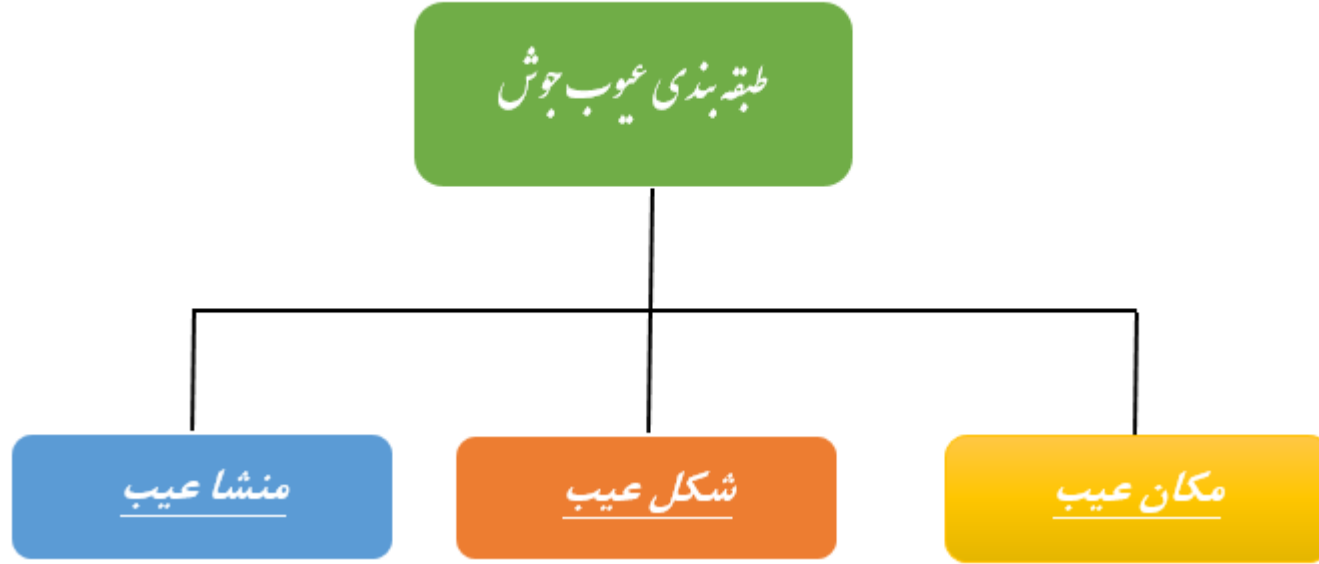 طبقه بندی عیوب جوش
مکان عیب
شکل عیب
منشا عیب